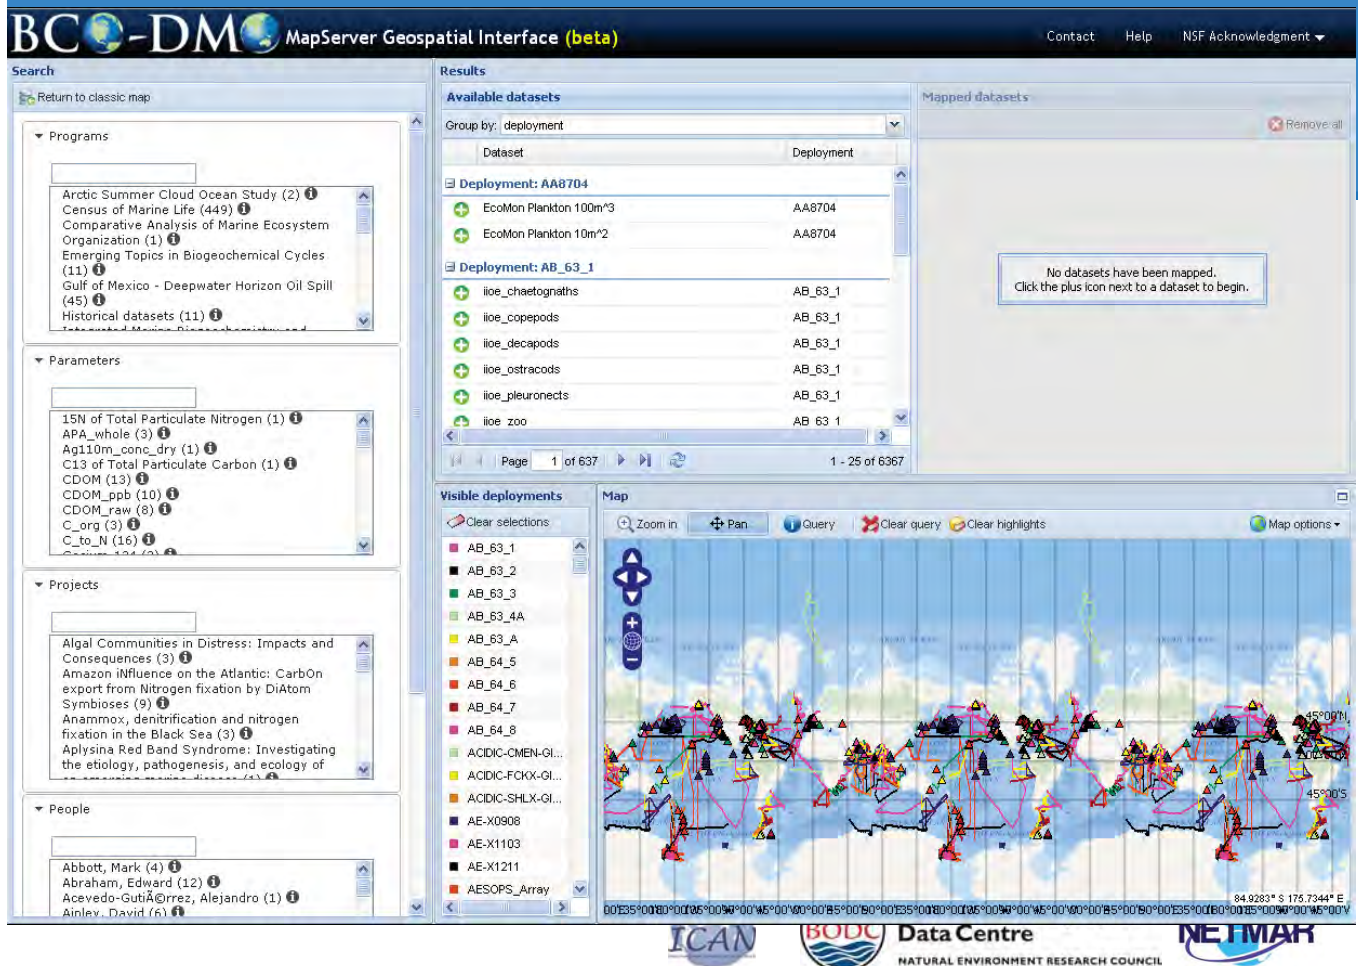 BCO-DMO MapServer Geospatial Interface (beta)
Contact Help NSF Acknowledgment
Search
Return to classic map
Programs
Arctic Summer Cloud Ocean Study (2)
Census of Marine Life (449)
Comparative Analysis of Marine Ecosystem
Organization (1)
Emerging Topics in Biogeochemical Cycles
(11)
Gulf of Mexico - Deepwater Horizon Oil Spill
(45)
Historical datasets (11)
Parameters
15N of Total Particulate Nitrogen (1)
APA_whole (3)
Ag110m_conc_dry (1)
C13 of Total Particulate Carbon (1)
CDOM (13)
CDOM_ppb (10)
CDOM_raw (8)
C_org (3)
C_to_N (16)
Projects
Algal Communities in Distress: Impacts and
Consequences (3)
Amazon iNfluence on the Atlantic: CarbOn
export from Nitrogen fixation by DiAtom
Symbioses (9)
Anammox, denitrification and nitrogen
fixation in the Black Sea (3)
Aplysina Red Band Syndrome: Investigating
the etiology, pathogenesis, and ecology of
People
Abbott, Mark (4)
Abraham, Edward (12)
Acevedo-GutiÃ©rrez, Alejandro (1)
Ainley, David (6)
Results
Available datasets
Group by: deployment
Dataset Deployment
Deployment: AA8704
EcoMon Plankton 100m^3 AA8704
EcoMon Plankton 10m^2 AA8704
Deployment: AB_63_1
iioe_chaetognaths AB_63_1
iioe_copepods AB_63_1
iioe_decapods AB_63_1
iioe_ostracods AB_63_1
iioe_pleuronects AB_63_1
iioe_zoo AB_63_1
Page 1 of 637 1 - 25 of 6367
Mapped datasets
Remove all
No datasets have been mapped.
Click the plus icon next to a dataset to begin.
Visible deployments
Clear selections
AB_63_1
AB_63_2
AB_63_3
AB_63_4A
AB_63_A
AB_64_5
AB_64_6
AB_64_7
AB_64_8
ACIDIC-CMEN-GI...
ACIDIC-FCKX-GI...
ACIDIC-SHLX-GI...
AE-X0908
AE-X1103
AE-X1211
AESOPS_Array
Map
Zoom in Pan Query Clear query Clear highlights Map options
45°00'N
45°00'S
84.9283° S 175.7344° E
ICAN
BODC
Data Centre
NATURAL ENVIRONMENT RESEARCH COUNCIL
NETMAR